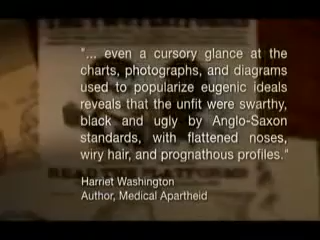 "... even a cursory glance at the
charts, photographs, and diagrams
used to popularize eugenic ideals
reveals that the unfit were swarthy,
black and ugly by Anglo-Saxon
standards, with flattened noses,
wiry hair, and prognathous profiles."
Harriet Washington
Author, Medical Apartheid